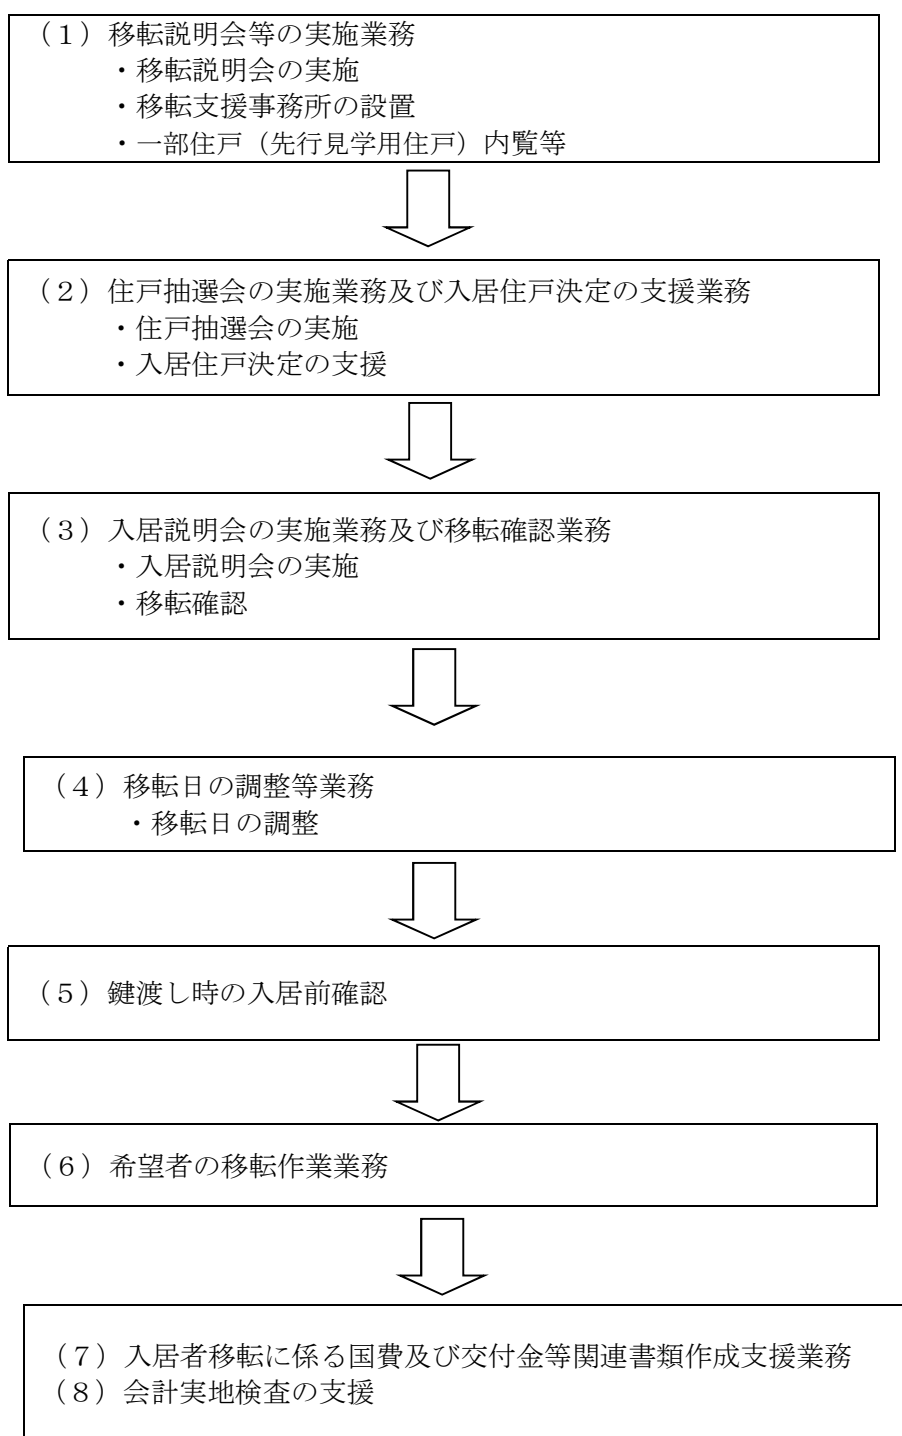 （１）移転説明会等の実施業務
・移転説明会の実施
・移転支援事務所の設置
・一部住戸（先行見学用住戸）内覧等
（２）住戸抽選会の実施業務及び入居住戸決定の支援業務
・住戸抽選会の実施
・入居住戸決定の支援
（３）入居説明会の実施業務及び移転確認業務
・入居説明会の実施
・移転確認
（４）移転日の調整等業務
・移転日の調整
（５）鍵渡し時の入居前確認
（６）希望者の移転作業業務
（７）入居者移転に係る国費及び交付金等関連書類作成支援業務
（８）会計実地検査の支援